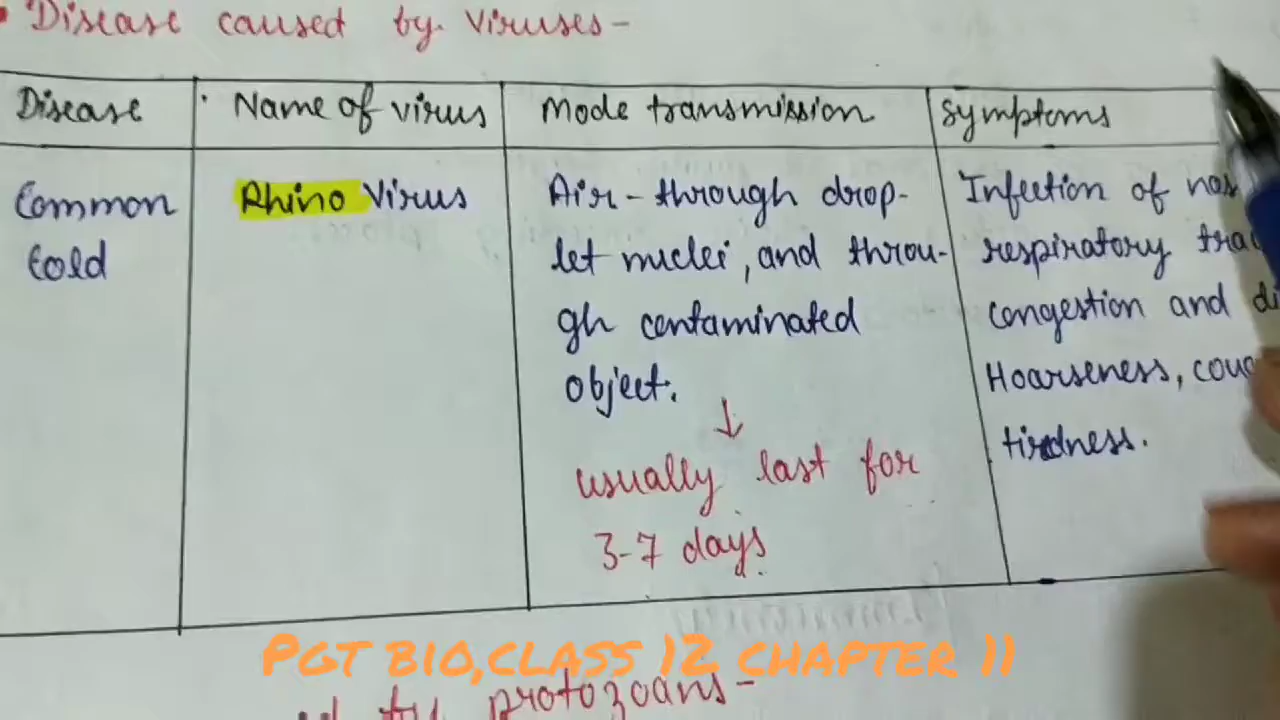 Disease caused by viruses-
Disease
Name of virus
Mode transmission
Symptoms
Common
Cold
Rhino Virus
Air - through drop-
let nuclei, and throu-
gh contaminated
object.
↓
usually last for
3-7 days
Infection of
respiratory
congestion and
Hoarseness,
tiredness.
PGT BIO,CLASS 12 CHAPTER 11
by protozoans-